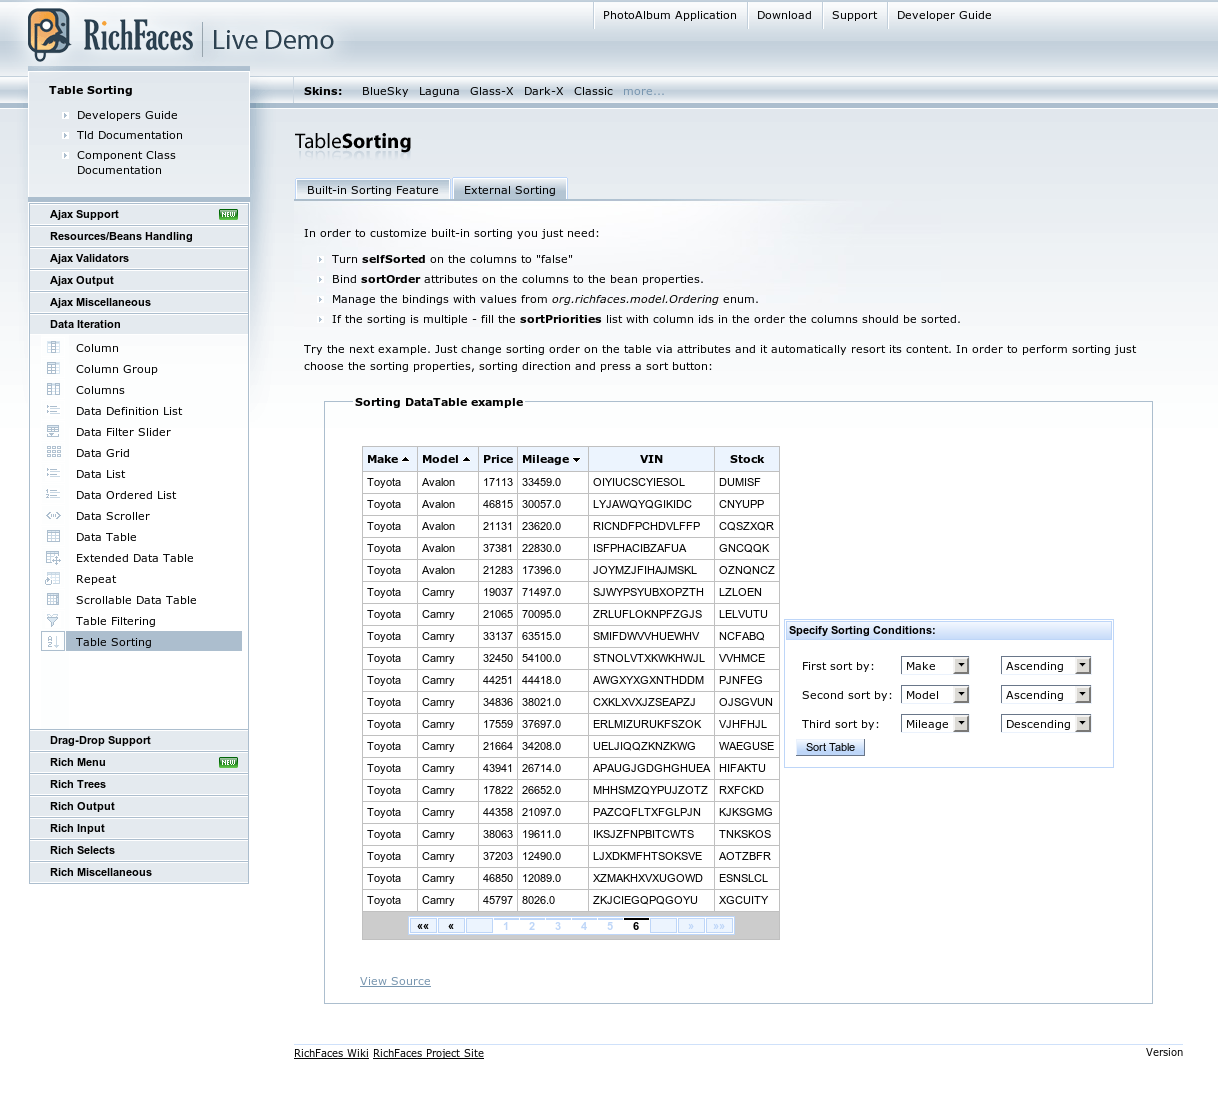 PhotoAlbum Application Download Support Developer Guide
RichFaces Live Demo
Skins: BlueSky Laguna Glass-X Dark-X Classic more...
Table Sorting
Developers Guide
Tld Documentation
Component Class
Documentation
Ajax Support NEW
Resources/Beans Handling
Ajax Validators
Ajax Output
Ajax Miscellaneous
Data Iteration
Column
Column Group
Columns
Data Definition List
Data Filter Slider
Data Grid
Data List
Data Ordered List
Data Scroller
Data Table
Extended Data Table
Repeat
Scrollable Data Table
Table Filtering
Table Sorting
Drag-Drop Support
Rich Menu NEW
Rich Trees
Rich Output
Rich Input
Rich Selects
Rich Miscellaneous
TableSorting
Built-in Sorting Feature External Sorting
In order to customize built-in sorting you just need:
Turn selfSorted on the columns to "false"
Bind sortOrder attributes on the columns to the bean properties.
Manage the bindings with values from org.richfaces.model.Ordering enum.
If the sorting is multiple - fill the sortPriorities list with column ids in the order the columns should be sorted.
Try the next example. Just change sorting order on the table via attributes and it automatically resort its content. In order to perform sorting just
choose the sorting properties, sorting direction and press a sort button:
Sorting DataTable example
Make Model Price Mileage VIN Stock
Toyota Avalon 17113 33459.0 OIYIUCSCYIESOL DUMISF
Toyota Avalon 46815 30057.0 LYJAWQYQGIKIDC CNYUPP
Toyota Avalon 21131 23620.0 RICNDFPCHDVLFFP CQSZXQR
Toyota Avalon 37381 22830.0 ISFPHACIBZAFUA GNCQQK
Toyota Avalon 21283 17396.0 JOYMZJFIHAJMSKL OZNQNCZ
Toyota Camry 19037 71497.0 SJWYPSYUBXOPZTH LZLOEN
Toyota Camry 21065 70095.0 ZRLUFLOKNPFZGJS LELVUTU
Toyota Camry 33137 63515.0 SMIFDWVVHUEWHV NCFABQ
Toyota Camry 32450 54100.0 STNOLVTXKWKHWJL VVHMCE
Toyota Camry 44251 44418.0 AWGXYXGXNTHDDM PJNFEG
Toyota Camry 34836 38021.0 CXKLXVXJZSEAPZJ OJSGVUN
Toyota Camry 17559 37697.0 ERLMIZURUKFSZOK VJHFHJL
Toyota Camry 21664 34208.0 UELJIQQZKNZKWG WAEGUSE
Toyota Camry 43941 26714.0 APAUGJGDGHGHUEA HIFAKTU
Toyota Camry 17822 26652.0 MHHSMZQYPUJZOTZ RXFCKD
Toyota Camry 44358 21097.0 PAZCQFLTXFGLPJN KJKSGMG
Toyota Camry 38063 19611.0 IKSJZFNPBITCWTS TNKSKOS
Toyota Camry 37203 12490.0 LJXDKMFHTSOKSVE AOTZBFR
Toyota Camry 46850 12089.0 XZMAKHXVXUGOWD ESNSLCL
Toyota Camry 45797 8026.0 ZKJCIEGQPQGOYU XGCUITY
«« « 1 2 3 4 5 6 » »»
Specify Sorting Conditions:
First sort by: Make Ascending
Second sort by: Model Ascending
Third sort by: Mileage Descending
Sort Table
View Source
RichFaces Wiki RichFaces Project Site Version